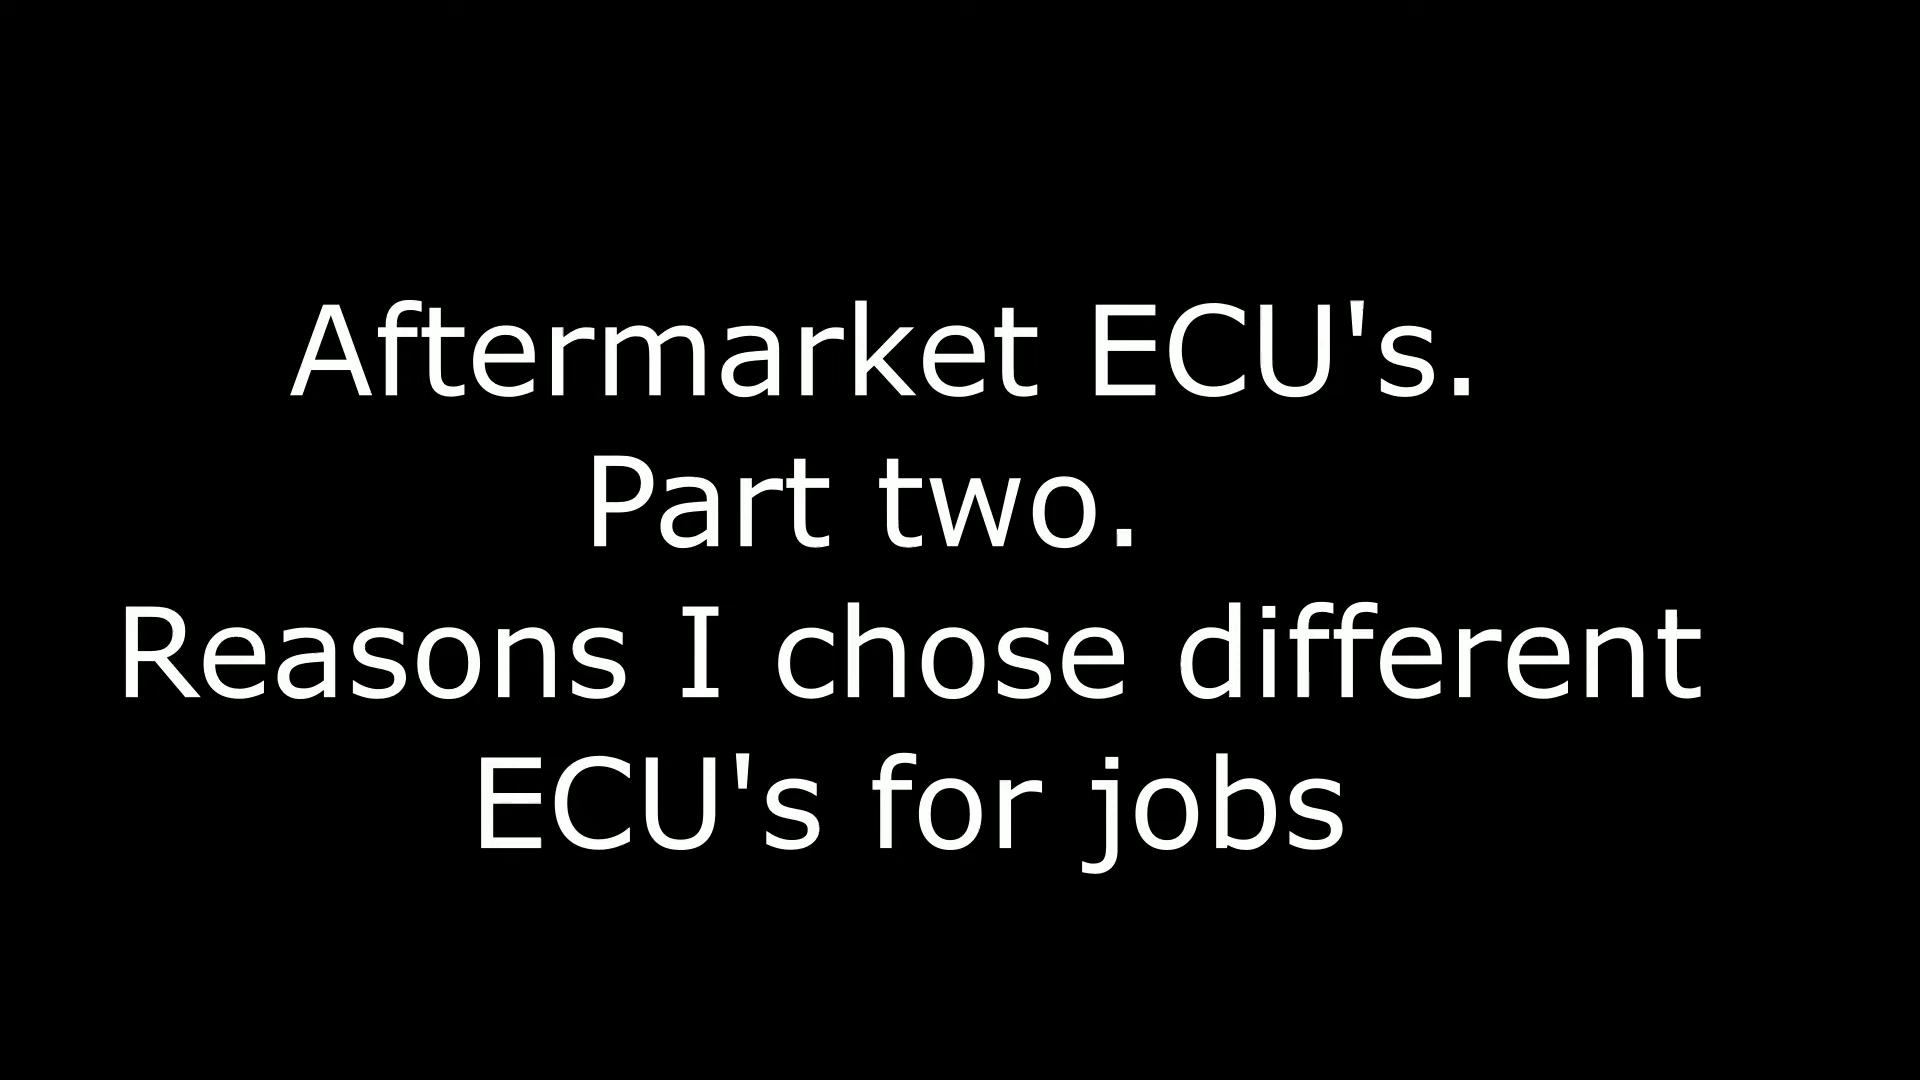 Aftermarket ECU's.
Part two.
Reasons I chose different
ECU's for jobs